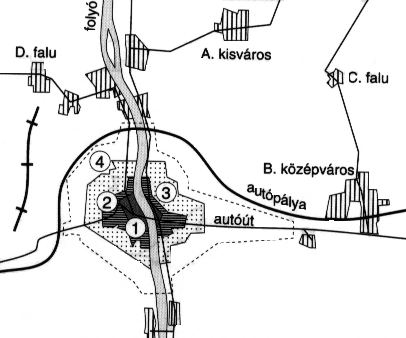 folyó
D. falu
A. kisváros
C. falu
4
B. középváros
3
autópálya
2
autóút
1